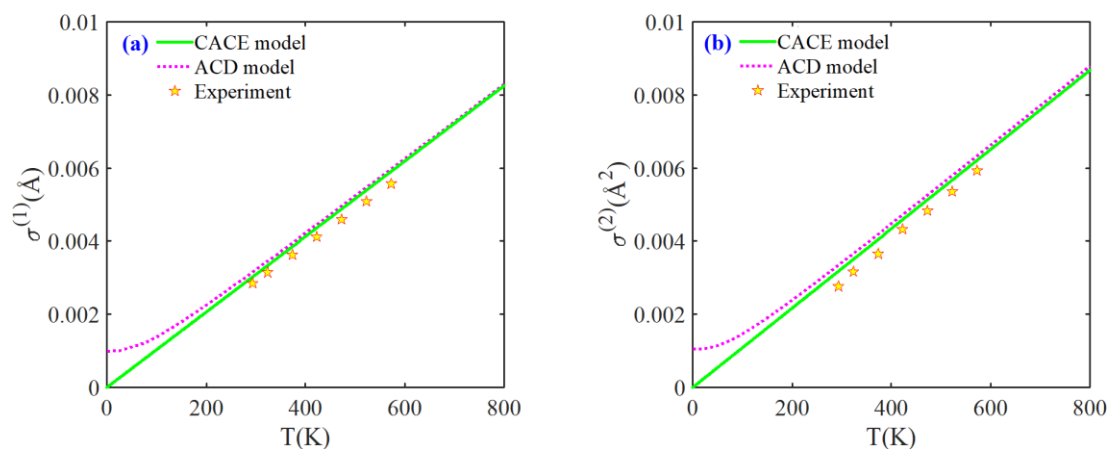 (a)
CACE model
ACD model
Experiment
σ⁽¹⁾(Å)
0.01
0.008
0.006
0.004
0.002
0
0 200 400 600 800
T(K)
(b)
CACE model
ACD model
Experiment
σ⁽²⁾(Å²)
0.01
0.008
0.006
0.004
0.002
0
0 200 400 600 800
T(K)